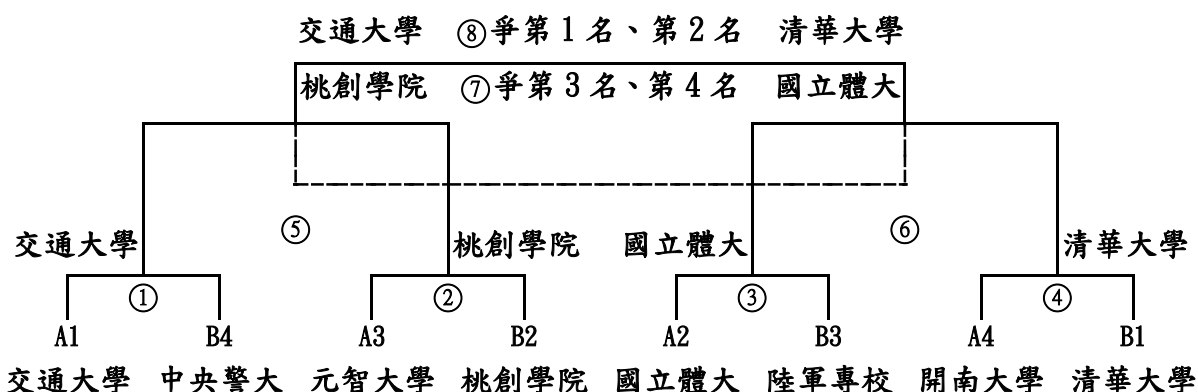 交通大學 ⑧爭第1名、第2名 清華大學
桃創學院 ⑦爭第3名、第4名 國立體大
⑤ ⑥
交通大學 桃創學院 國立體大 清華大學
① ② ③ ④
A1 B4 A3 B2 A2 B3 A4 B1
交通大學 中央警大 元智大學 桃創學院 國立體大 陸軍專校 開南大學 清華大學